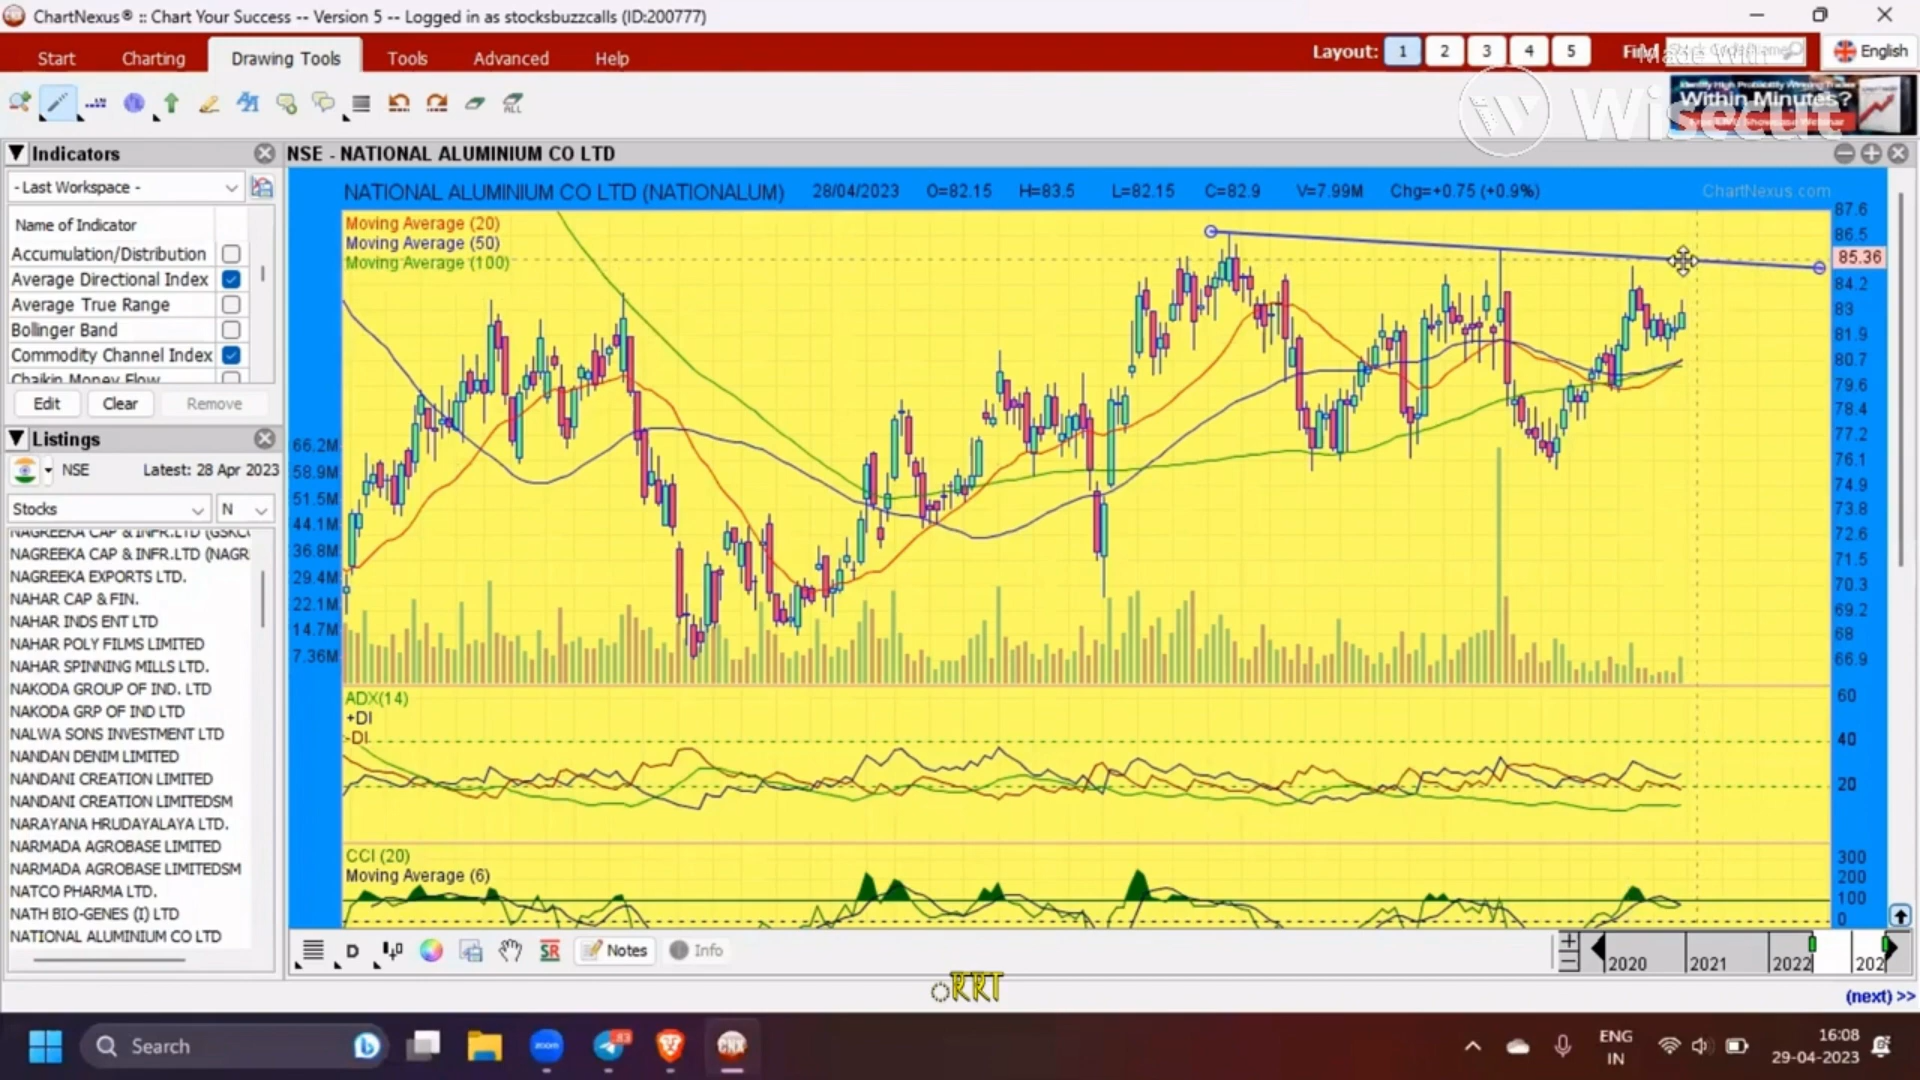 ChartNexus® :: Chart Your Success -- Version 5 -- Logged in as stocksbuzzcalls (ID:200777)
Start Charting Drawing Tools Tools Advanced Help Layout: 1 2 3 4 5 Find English
Made With
Wisecut
Within Minutes?
Indicators
NSE - NATIONAL ALUMINIUM CO LTD
- Last Workspace -
Name of Indicator
Accumulation/Distribution
Average Directional Index
Average True Range
Bollinger Band
Commodity Channel Index
Chaikin Money Flow
Edit Clear Remove
Listings
NSE Latest: 28 Apr 2023
Stocks N
NAGREEKA CAP & INFR.LTD (NAGR
NAGREEKA EXPORTS LTD.
NAHAR CAP & FIN.
NAHAR INDS ENT LTD
NAHAR POLY FILMS LIMITED
NAHAR SPINNING MILLS LTD.
NAKODA GROUP OF IND. LTD
NAKODA GRP OF IND LTD
NALWA SONS INVESTMENT LTD
NANDAN DENIM LIMITED
NANDANI CREATION LIMITED
NANDANI CREATION LIMITEDSM
NARAYANA HRUDAYALAYA LTD.
NARMADA AGROBASE LIMITED
NARMADA AGROBASE LIMITEDSM
NATCO PHARMA LTD.
NATH BIO-GENES (I) LTD
NATIONAL ALUMINIUM CO LTD
NATIONAL ALUMINIUM CO LTD (NATIONALUM) 28/04/2023 O=82.15 H=83.5 L=82.15 C=82.9 V=7.99M Chg=+0.75 (+0.9%) ChartNexus.com
Moving Average (20)
Moving Average (50)
Moving Average (100)
66.2M
58.9M
51.5M
44.1M
36.8M
29.4M
22.1M
14.7M
7.36M
87.6
86.5
85.36
84.2
83
81.9
80.7
79.6
78.4
77.2
76.1
74.9
73.8
72.6
71.5
70.3
69.2
68
66.9
ADX(14)
+DI
-DI
60
40
20
CCI (20)
Moving Average (6)
300
200
100
0
D SR Notes Info
2020 2021 2022 202
RRT
(next) >>
Search
zoom
CNX
ENG
IN
16:08
29-04-2023